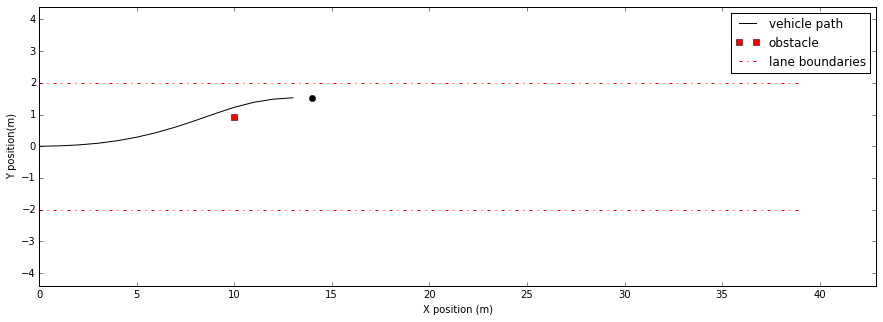 4
3
2
1
0
−1
−2
−3
−4
Y position(m)
vehicle path
obstacle
lane boundaries
0 5 10 15 20 25 30 35 40
X position (m)